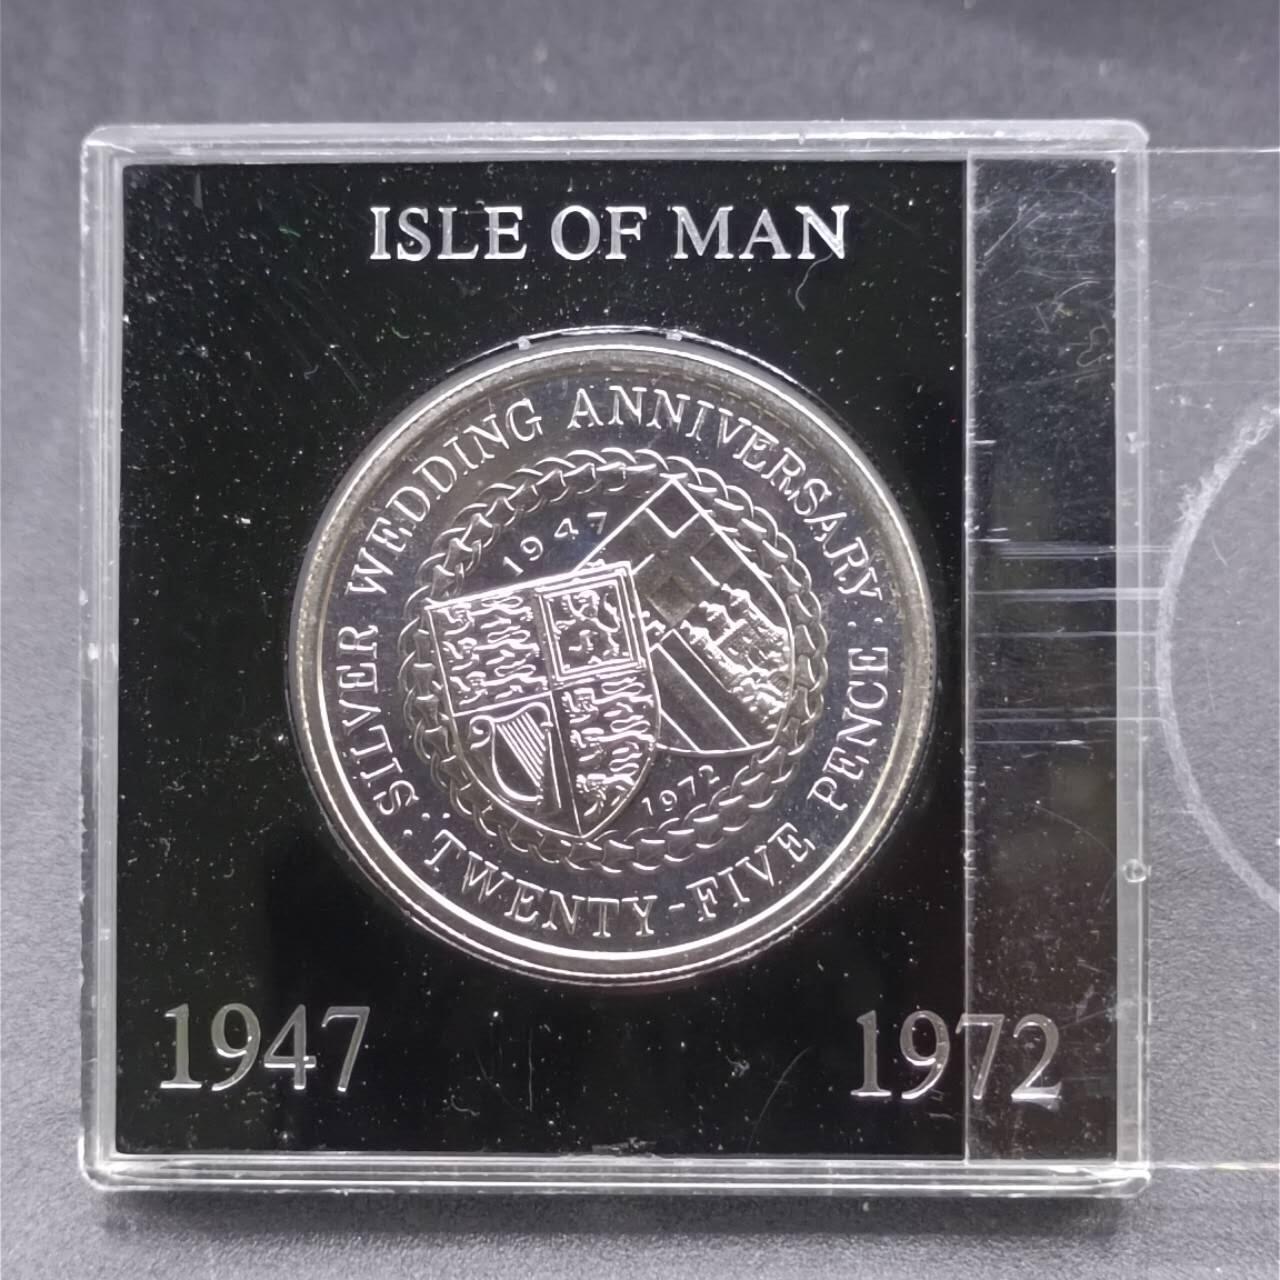 ISLE OF MAN
SILVER WEDDING ANNIVERSARY
: TWENTY-FIVE PENCE :
1947
1972
1947
1972